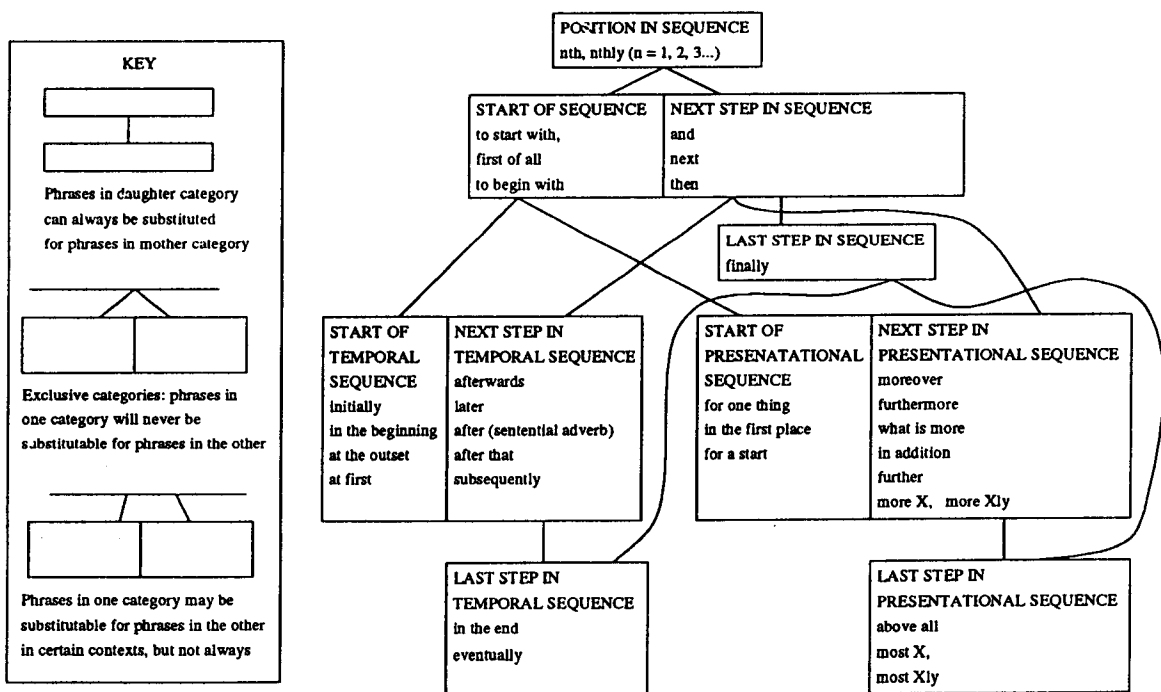 KEY
Phrases in daughter category
can always be substituted
for phrases in mother category
Exclusive categories: phrases in
one category will never be
substitutable for phrases in the other
Phrases in one category may be
substitutable for phrases in the other
in certain contexts, but not always
POSITION IN SEQUENCE
nth, nthly (n = 1, 2, 3...)
START OF SEQUENCE
to start with,
first of all
to begin with
NEXT STEP IN SEQUENCE
and
next
then
LAST STEP IN SEQUENCE
finally
START OF
TEMPORAL
SEQUENCE
initially
in the beginning
at the outset
at first
NEXT STEP IN
TEMPORAL SEQUENCE
afterwards
later
after (sentential adverb)
after that
subsequently
START OF
PRESENATATIONAL
SEQUENCE
for one thing
in the first place
for a start
NEXT STEP IN
PRESENTATIONAL SEQUENCE
moreover
furthermore
what is more
in addition
further
more X, more Xly
LAST STEP IN
TEMPORAL SEQUENCE
in the end
eventually
LAST STEP IN
PRESENTATIONAL SEQUENCE
above all
most X,
most Xly